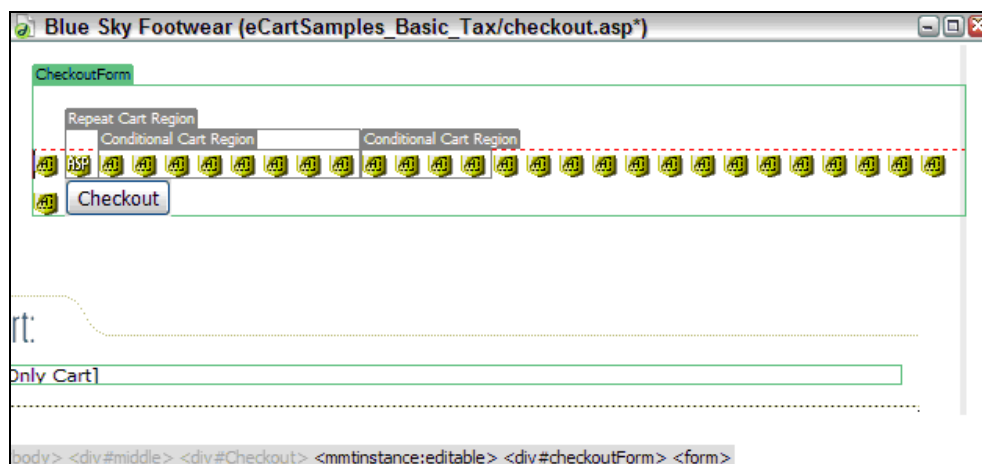 Blue Sky Footwear (eCartSamples_Basic_Tax/checkout.asp*)
CheckoutForm
Repeat Cart Region
Conditional Cart Region Conditional Cart Region
ASP
Checkout
rt:
Only Cart]
body> <div#middle> <div#Checkout> <mmtinstance:editable> <div#checkoutForm> <form>